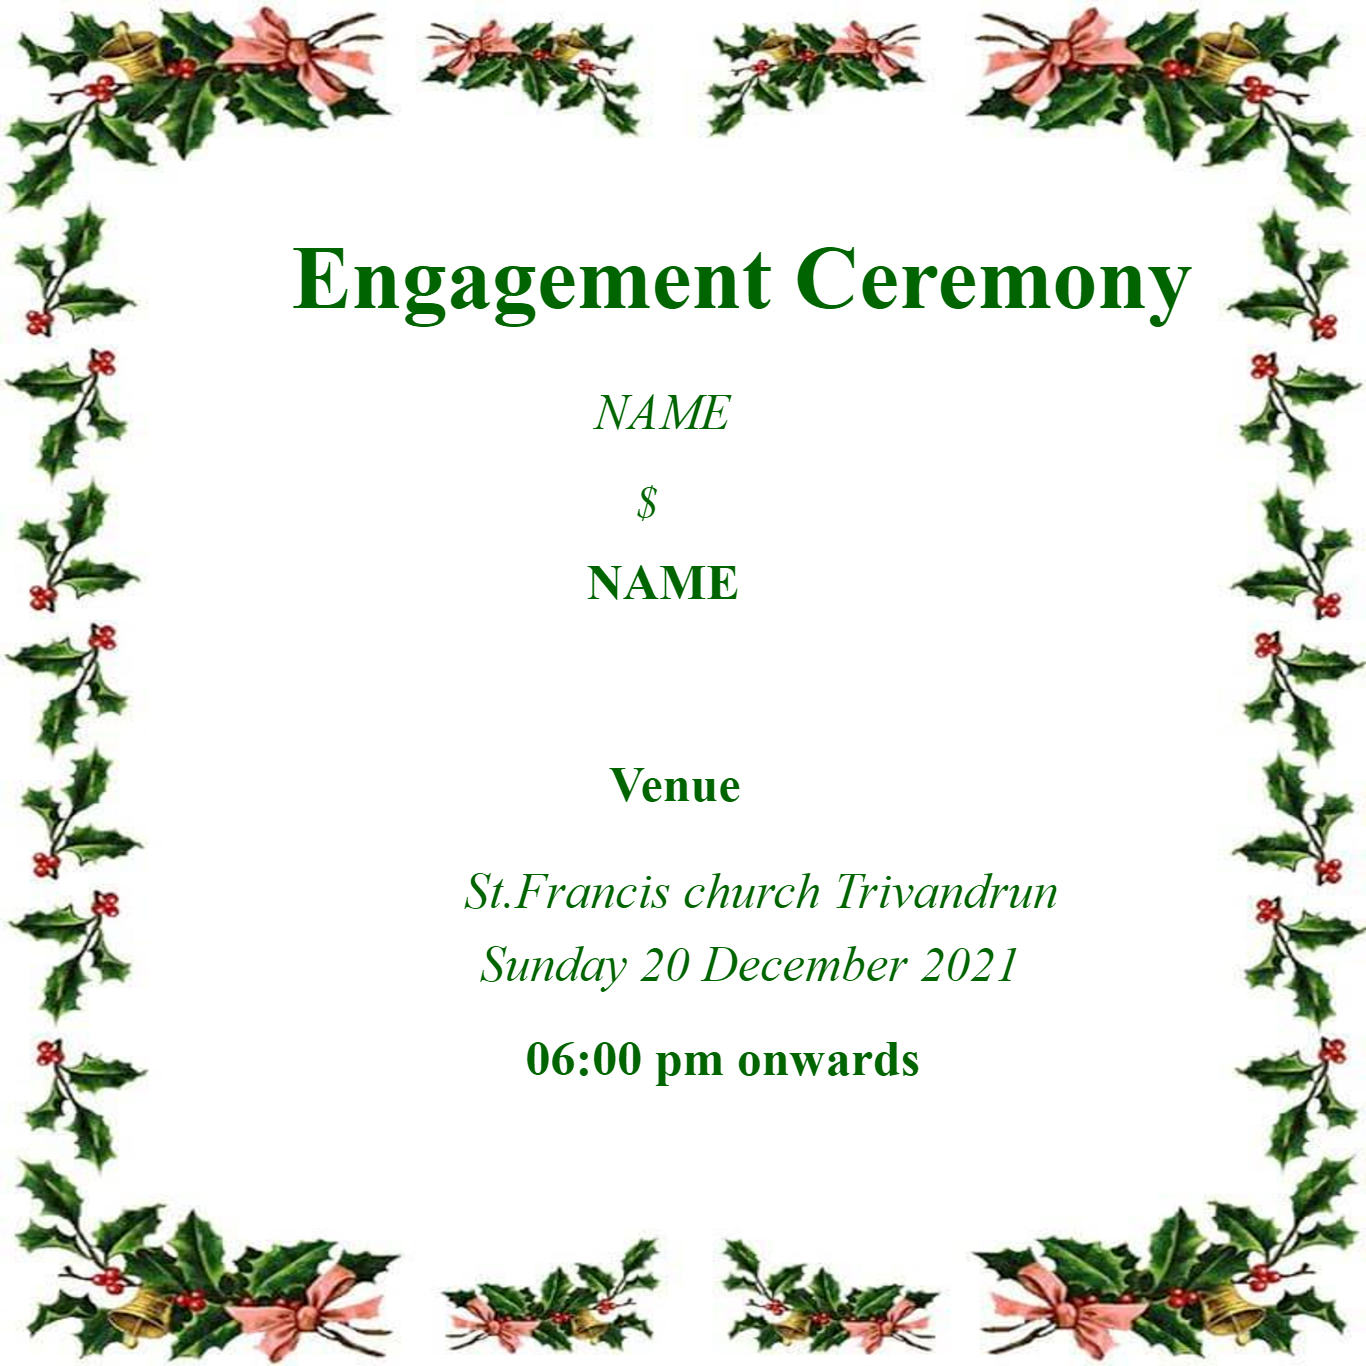 Engagement Ceremony
NAME
$
NAME
Venue
St.Francis church Trivandrun
Sunday 20 December 2021
06:00 pm onwards